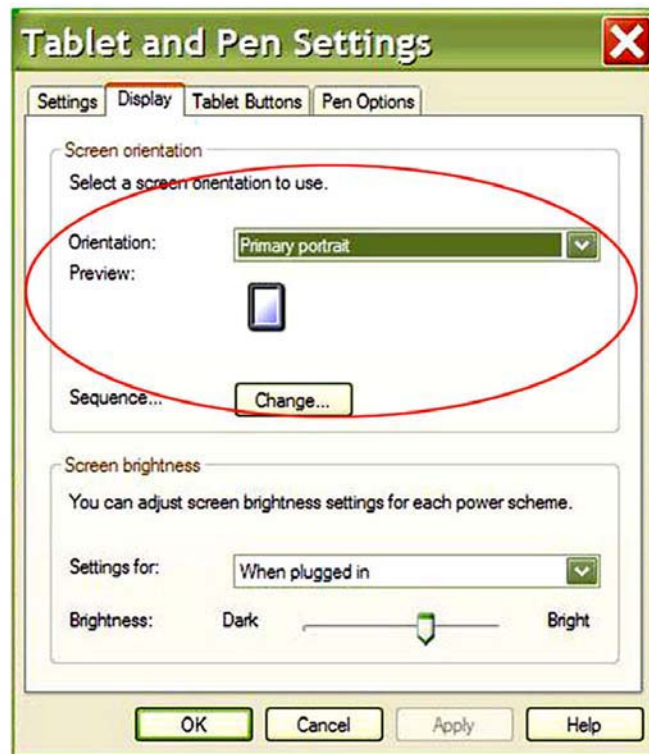 Tablet and Pen Settings
Settings Display Tablet Buttons Pen Options
Screen orientation
Select a screen orientation to use.
Orientation: Primary portrait
Preview:
Sequence... Change...
Screen brightness
You can adjust screen brightness settings for each power scheme.
Settings for: When plugged in
Brightness: Dark Bright
OK Cancel Apply Help